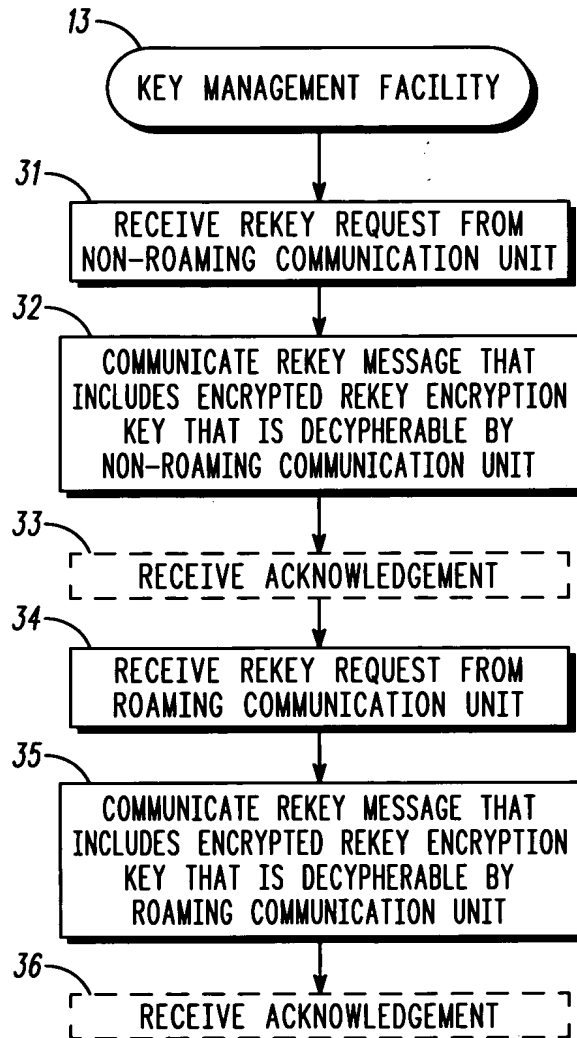 13
KEY MANAGEMENT FACILITY
31
RECEIVE REKEY REQUEST FROM
NON-ROAMING COMMUNICATION UNIT
32
COMMUNICATE REKEY MESSAGE THAT
INCLUDES ENCRYPTED REKEY ENCRYPTION
KEY THAT IS DECYPHERABLE BY
NON-ROAMING COMMUNICATION UNIT
33
RECEIVE ACKNOWLEDGEMENT
34
RECEIVE REKEY REQUEST FROM
ROAMING COMMUNICATION UNIT
35
COMMUNICATE REKEY MESSAGE THAT
INCLUDES ENCRYPTED REKEY ENCRYPTION
KEY THAT IS DECYPHERABLE BY
ROAMING COMMUNICATION UNIT
36
RECEIVE ACKNOWLEDGEMENT